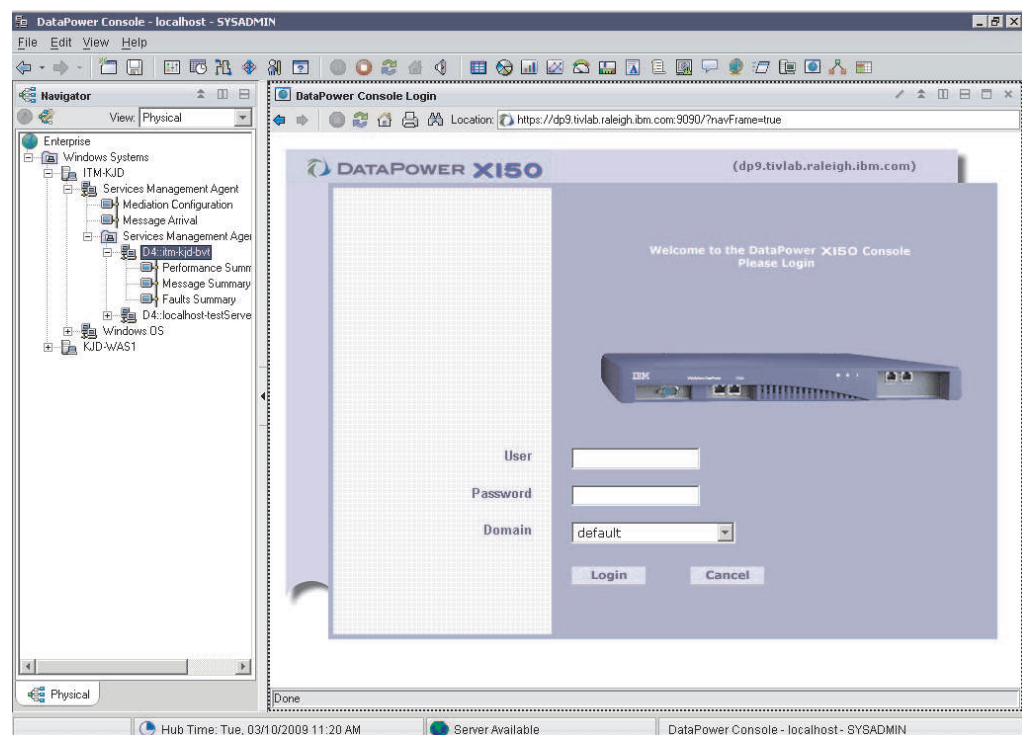 DataPower Console - localhost - SYSADMIN
File Edit View Help
Navigator
View: Physical
Enterprise
Windows Systems
ITM-KJD
Services Management Agent
Mediation Configuration
Message Arrival
Services Management Ager
D4::itm-kjd-bvt
Performance Summ
Message Summary
Faults Summary
D4::localhost-testServe
Windows OS
KJD-WAS1
Physical
DataPower Console Login
Location: https://dp9.tivlab.raleigh.ibm.com:9090/?navFrame=true
DATAPOWER XI50
(dp9.tivlab.raleigh.ibm.com)
Welcome to the DataPower XI50 Console
Please Login
IBM
User
Password
Domain default
Login Cancel
Done
Hub Time: Tue, 03/10/2009 11:20 AM
Server Available
DataPower Console - localhost - SYSADMIN